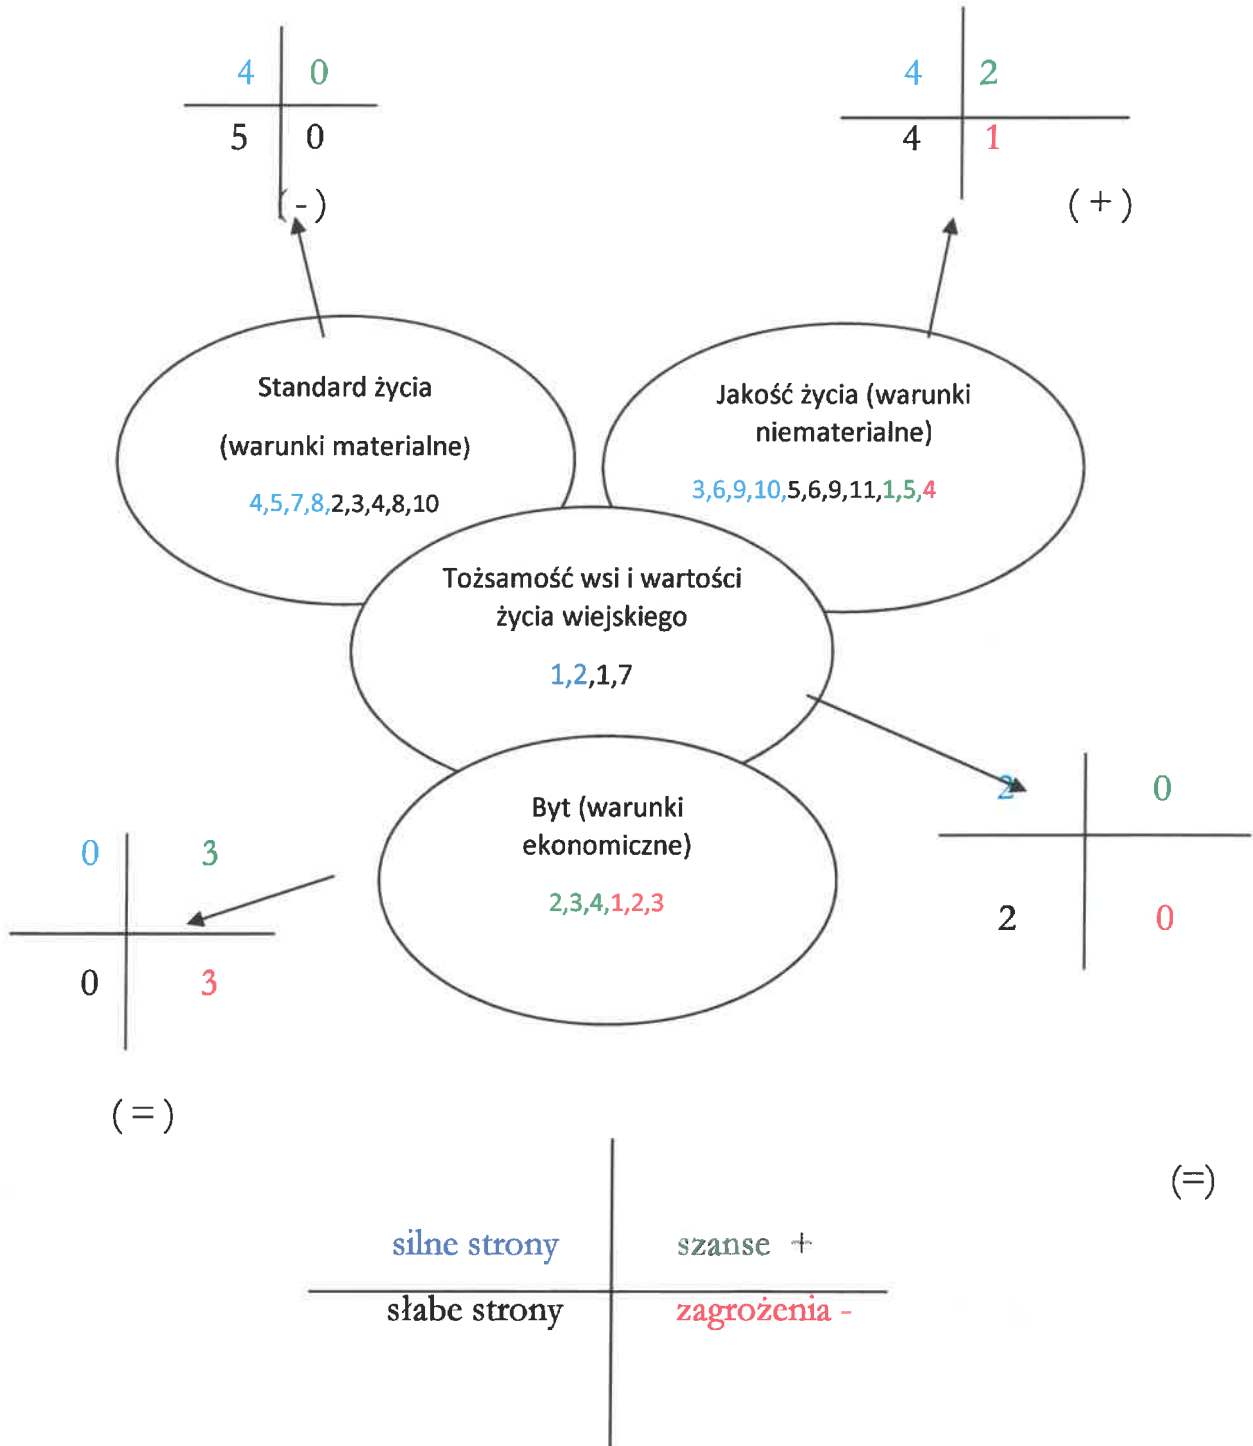 4 0
5 0
(-)
4 2
4 1
(+)
Standard życia
(warunki materialne)
4,5,7,8,2,3,4,8,10
Jakość życia (warunki
niematerialne)
3,6,9,10,5,6,9,11,1,5,4
Tożsamość wsi i wartości
życia wiejskiego
1,2,1,7
2 0
2 0
(=)
Byt (warunki
ekonomiczne)
2,3,4,1,2,3
0 3
0 3
(=)
silne strony szanse +
słabe strony zagrożenia -